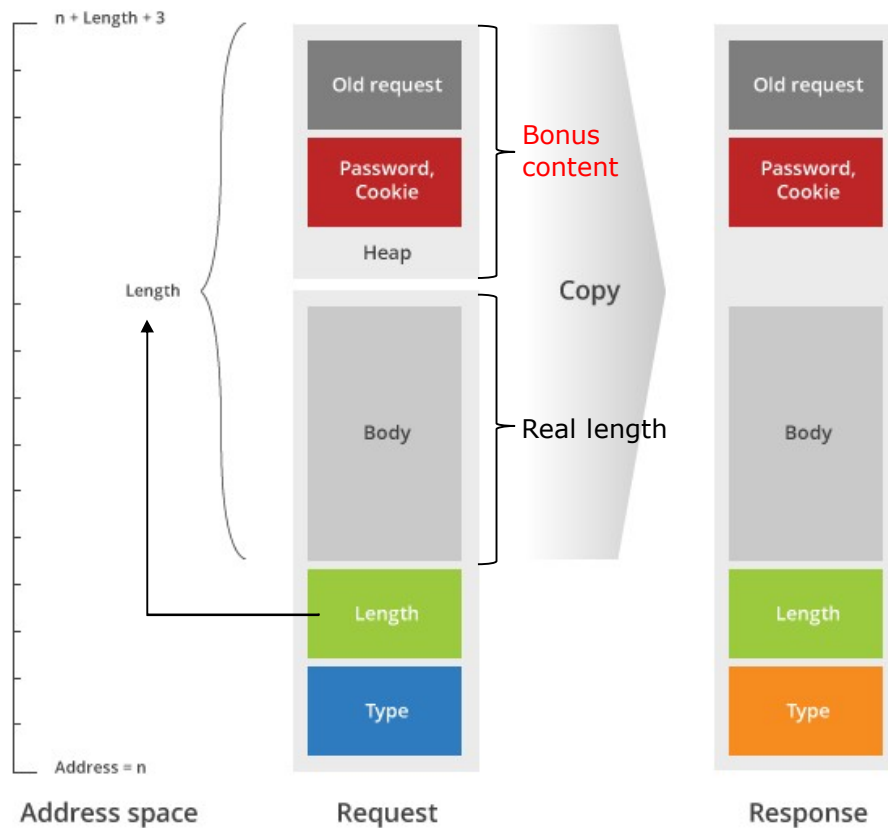 n + Length + 3
Old request
Password,
Cookie
Heap
Bonus
content
Length
Copy
Body
Real length
Length
Type
Address = n
Old request
Password,
Cookie
Body
Length
Type
Address space
Request
Response